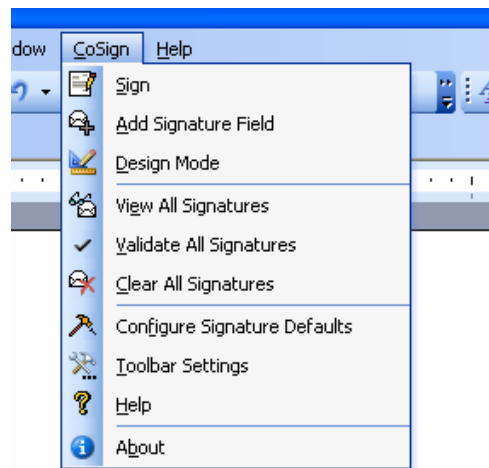 dow CoSign Help
Sign
Add Signature Field
Design Mode
View All Signatures
Validate All Signatures
Clear All Signatures
Configure Signature Defaults
Toolbar Settings
Help
About